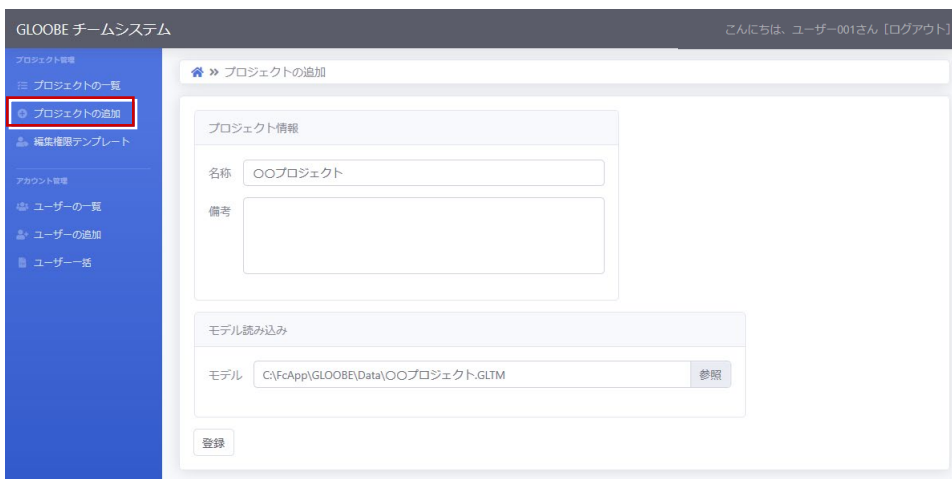 GLOOBE チームシステム
こんにちは、ユーザー001さん [ログアウト]
プロジェクト管理
プロジェクトの一覧
プロジェクトの追加
編集権限テンプレート
アカウント管理
ユーザーの一覧
ユーザーの追加
ユーザー一括
» プロジェクトの追加
プロジェクト情報
名称 〇〇プロジェクト
備考
モデル読み込み
モデル C:\FcApp\GLOOBE\Data\〇〇プロジェクト.GLTM 参照
登録